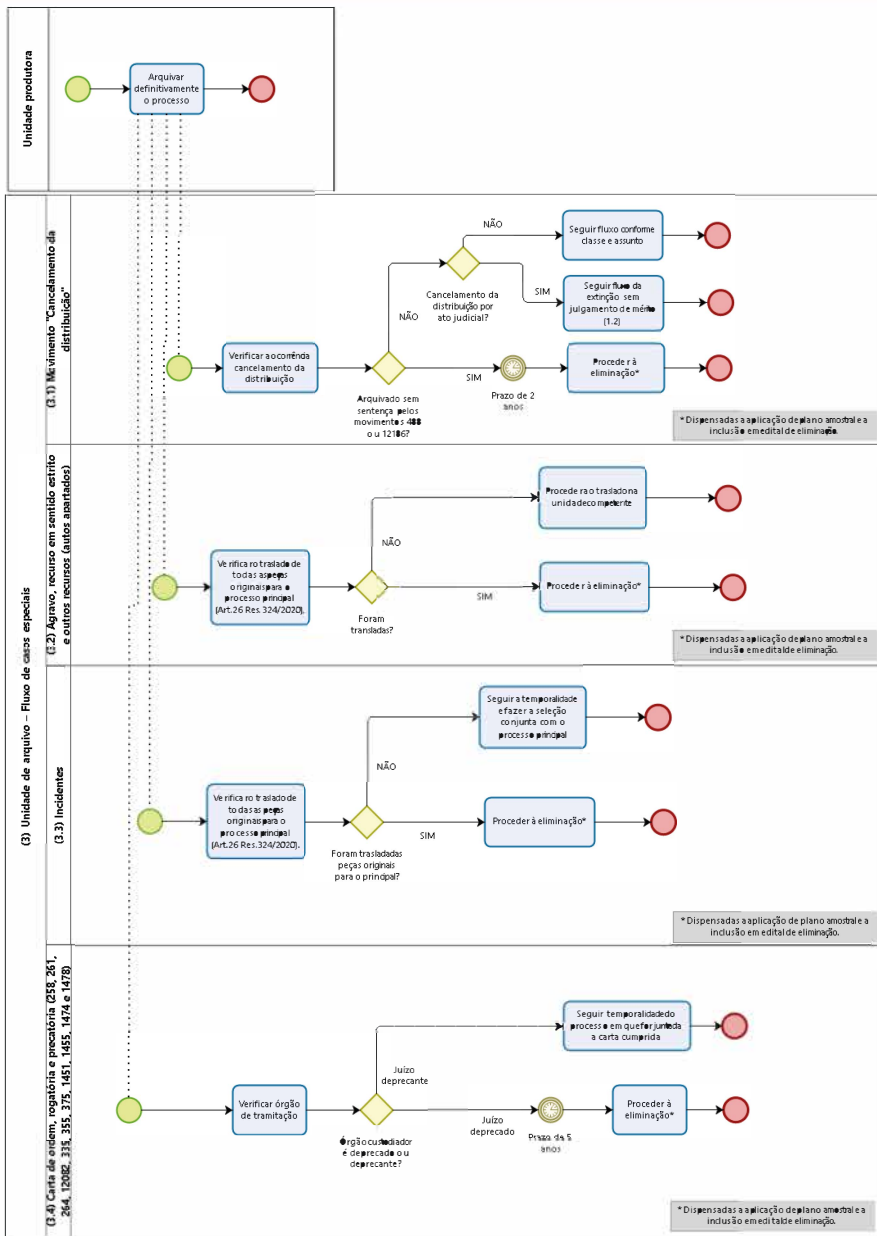 Unidade produtora
Arquivar
definitivamente
o processo
(3) Unidade de arquivo – Fluxo de casos especiais
(3.1) Movimento "Cancelamento da
distribuição"
Verificar a ocorrência
cancelamento da
distribuição
Arquivado sem
sentença pelos
movimentos 488
ou 12186?
NÃO
SIM
Cancelamento da
distribuição por
ato judicial?
NÃO
SIM
Seguir fluxo conforme
classe e assunto
Seguir fluxo da
extinção sem
julgamento de mérito
(1.2)
Prazo de 2
anos
Proceder à
eliminação*
* Dispensadas a aplicação de plano amostral e a
inclusão em edital de eliminação.
(3.2) Agravo, recurso em sentido estrito
e outros recursos (autos apartados)
Verificar o traslado de
todas as peças
originais para o
processo principal
(Art.26 Res.324/2020).
Foram
transladas?
NÃO
SIM
Proceder ao traslado na
unidade competente
Proceder à eliminação*
* Dispensadas a aplicação de plano amostral e a
inclusão em edital de eliminação.
(3.3) Incidentes
Verificar o traslado de
todas as peças
originais para o
processo principal
(Art.26 Res.324/2020).
Foram trasladadas
peças originais
para o principal?
NÃO
SIM
Seguir a temporalidade
e fazer a seleção
conjunta com o
processo principal
Proceder à eliminação*
* Dispensadas a aplicação de plano amostral e a
inclusão em edital de eliminação.
(3.4) Carta de ordem, rogatória e precatória (258, 261,
264, 12082, 335, 355, 375, 1451, 1455, 1474 e 1478)
Verificar órgão
de tramitação
Órgão custodiador
é deprecado ou
deprecante?
Juízo
deprecante
Juízo
deprecado
Seguir temporalidade do
processo em que for juntada
a carta cumprida
Prazo de 5
anos
Proceder à
eliminação*
* Dispensadas a aplicação de plano amostral e a
inclusão em edital de eliminação.